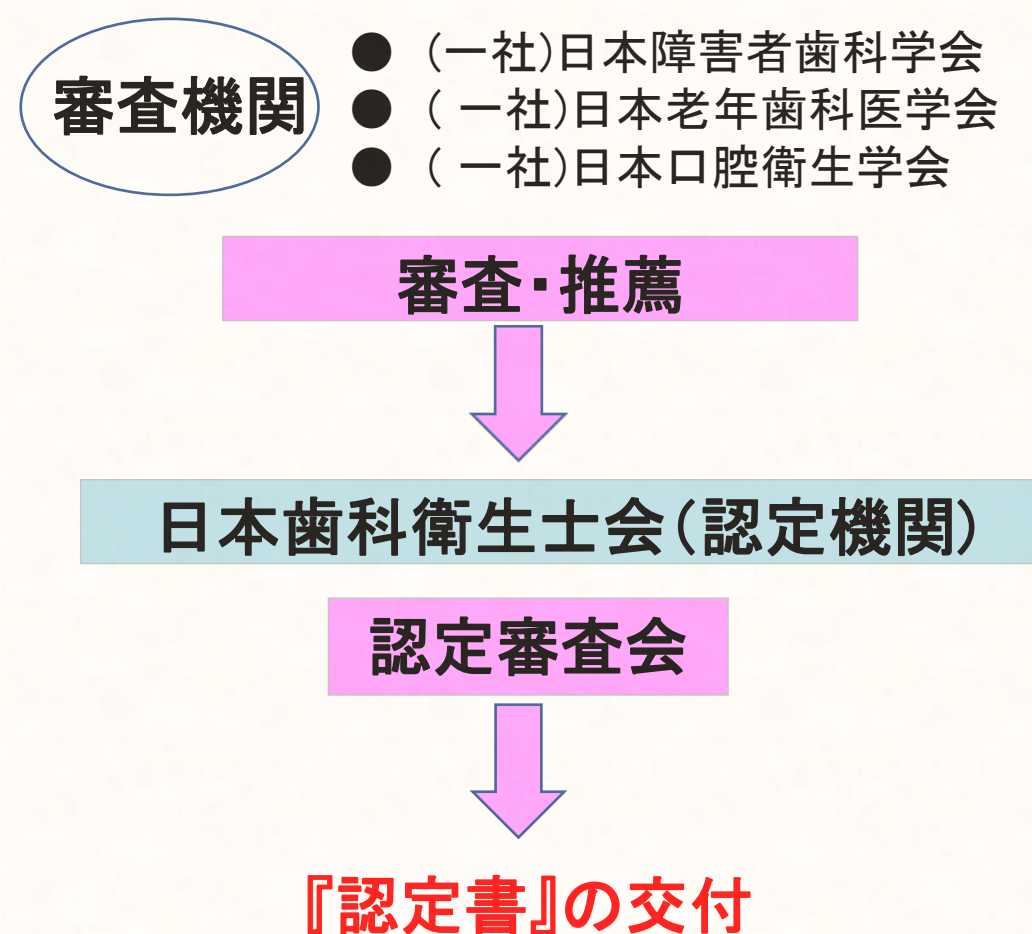 審査機関
● (一社)日本障害者歯科学会
● ( 一社)日本老年歯科医学会
● ( 一社)日本口腔衛生学会
審査・推薦
日本歯科衛生士会(認定機関)
認定審査会
『認定書』の交付